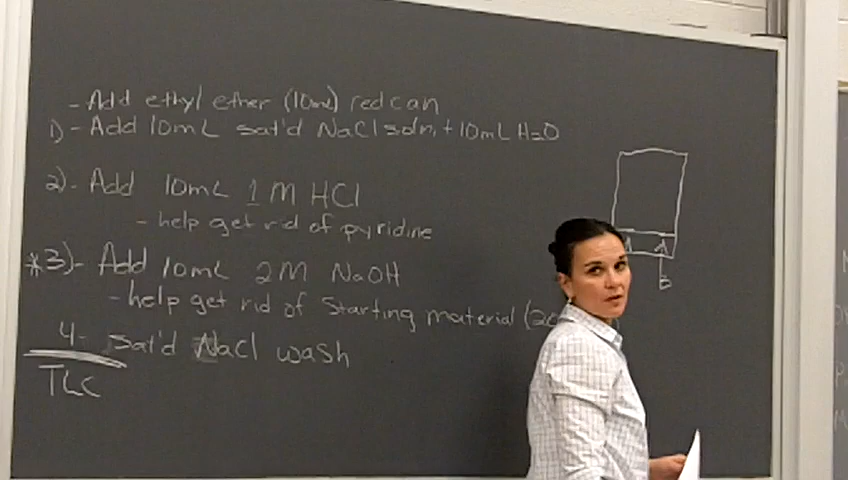 - Add ethyl ether (10mL) red can
1) - Add 10mL sat'd NaCl soln, + 10mL H2O
2) - Add 10mL 1M HCl
- help get rid of pyridine
*3) - Add 10mL 2M NaOH
- help get rid of starting material
4 - sat'd NaCl wash
TLC
A
b